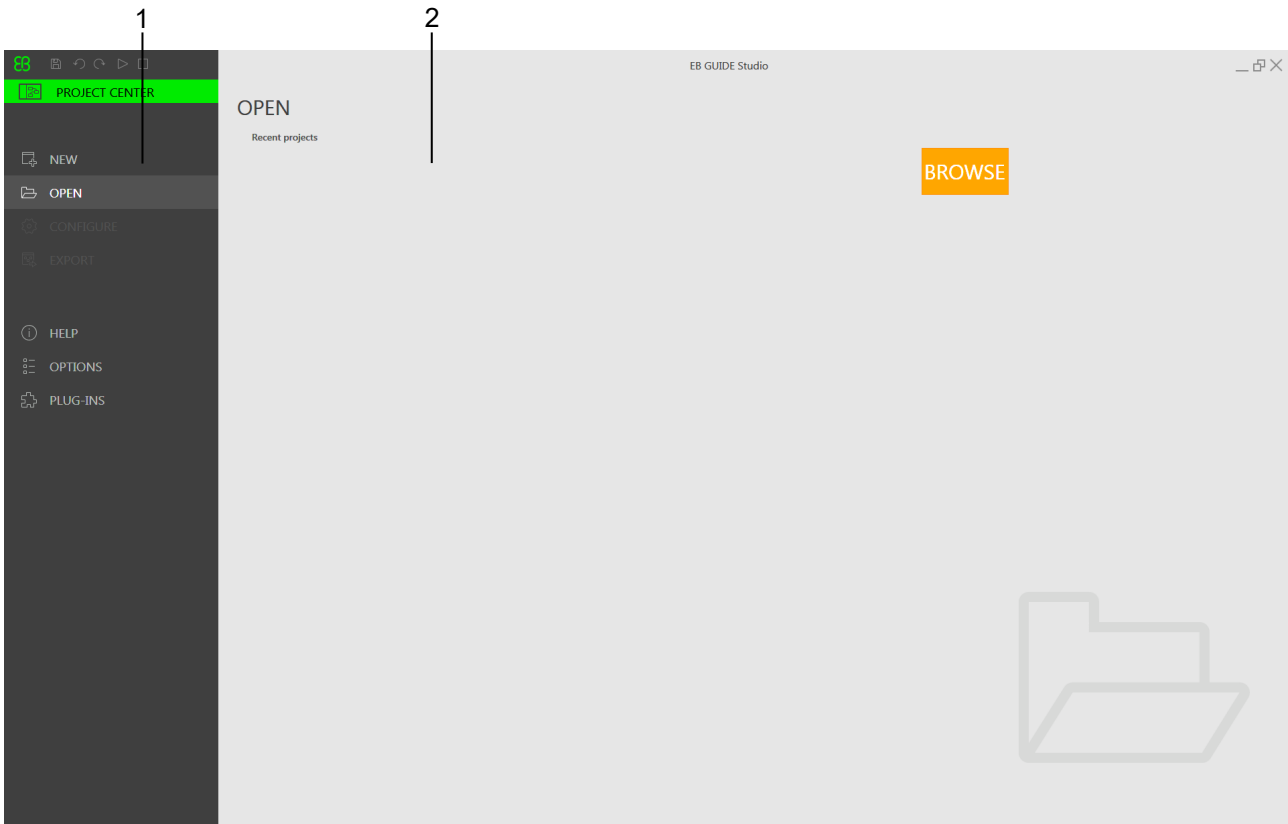 1 2
EB EB GUIDE Studio
PROJECT CENTER
OPEN
Recent projects
BROWSE
NEW
OPEN
CONFIGURE
EXPORT
HELP
OPTIONS
PLUG-INS